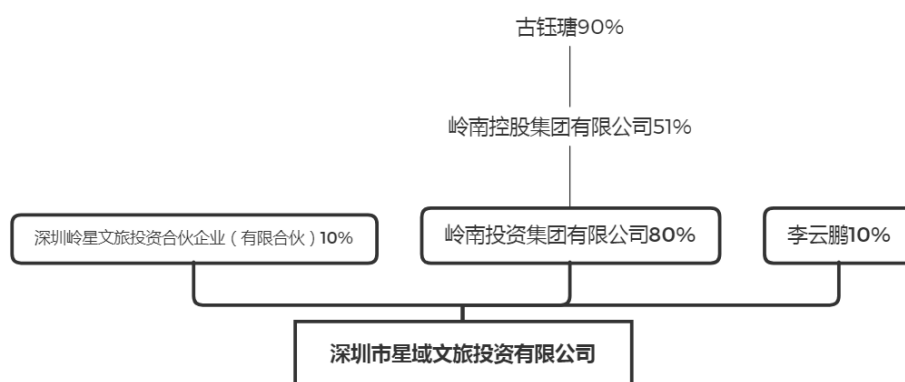 古钰瑭90%
岭南控股集团有限公司51%
深圳岭星文旅投资合伙企业（有限合伙）10%
岭南投资集团有限公司80%
李云鹏10%
深圳市星域文旅投资有限公司